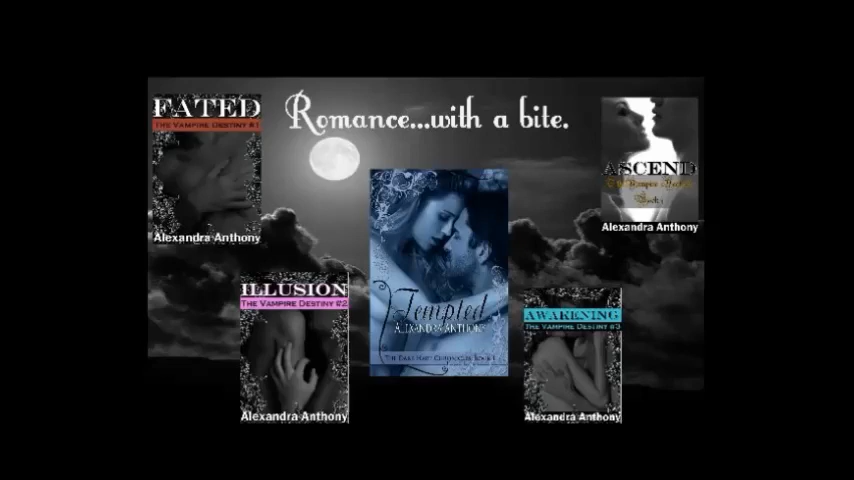 Romance...with a bite.
FATED
THE VAMPIRE DESTINY #1
Alexandra Anthony
ASCEND
Alexandra Anthony
Tempted
ALEXANDRA ANTHONY
ILLUSION
THE VAMPIRE DESTINY #2
Alexandra Anthony
AWAKENING
THE VAMPIRE DESTINY #3
Alexandra Anthony